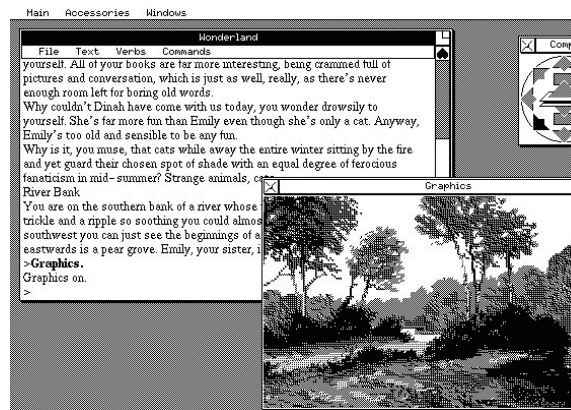 Main Accessories Windows
Wonderland
File Text Verbs Commands
yourself. All of your books are far more interesting, being crammed full of
pictures and conversation, which is just as well, really, as there's never
enough room left for boring old words.
Why couldn't Dinah have come with us today, you wonder drowsily to
yourself. She's far more fun than Emily even though she's only a cat. Anyway,
Emily's too old and sensible to be any fun.
Why is it, you muse, that cats while away the entire winter sitting by the fire
and yet guard their chosen spot of shade with an equal degree of ferocious
fanaticism in mid-summer? Strange animals,
River Bank
You are on the southern bank of a river whose
trickle and a ripple so soothing you could almos
southwest you can just see the beginnings of a
eastwards is a pear grove. Emily, your sister, i
>Graphics.
Graphics on.
>
Comp
Graphics